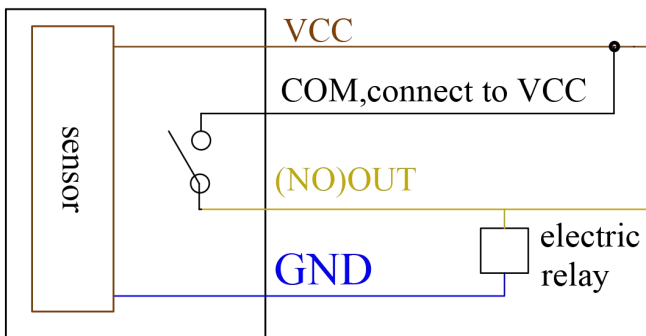 VCC
COM,connect to VCC
sensor
(NO)OUT
electric
relay
GND